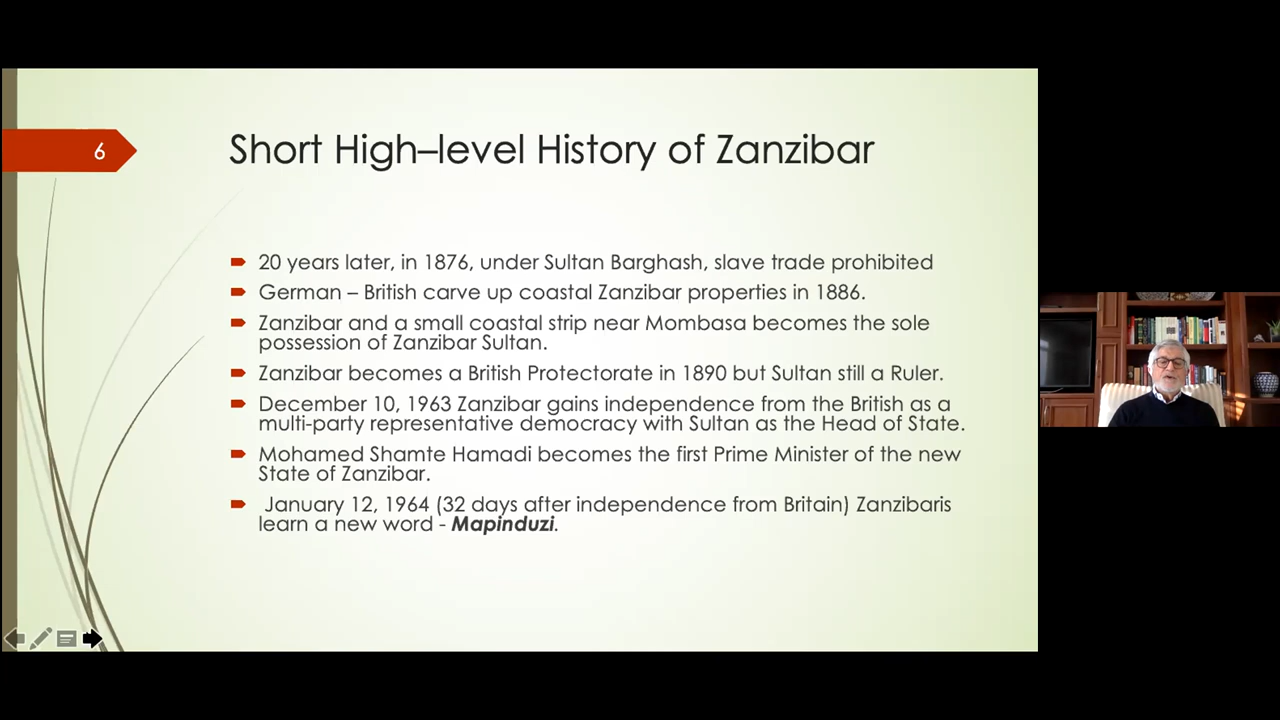 6
Short High–level History of Zanzibar
20 years later, in 1876, under Sultan Barghash, slave trade prohibited
German – British carve up coastal Zanzibar properties in 1886.
Zanzibar and a small coastal strip near Mombasa becomes the sole
possession of Zanzibar Sultan.
Zanzibar becomes a British Protectorate in 1890 but Sultan still a Ruler.
December 10, 1963 Zanzibar gains independence from the British as a
multi-party representative democracy with Sultan as the Head of State.
Mohamed Shamte Hamadi becomes the first Prime Minister of the new
State of Zanzibar.
January 12, 1964 (32 days after independence from Britain) Zanzibaris
learn a new word - Mapinduzi.